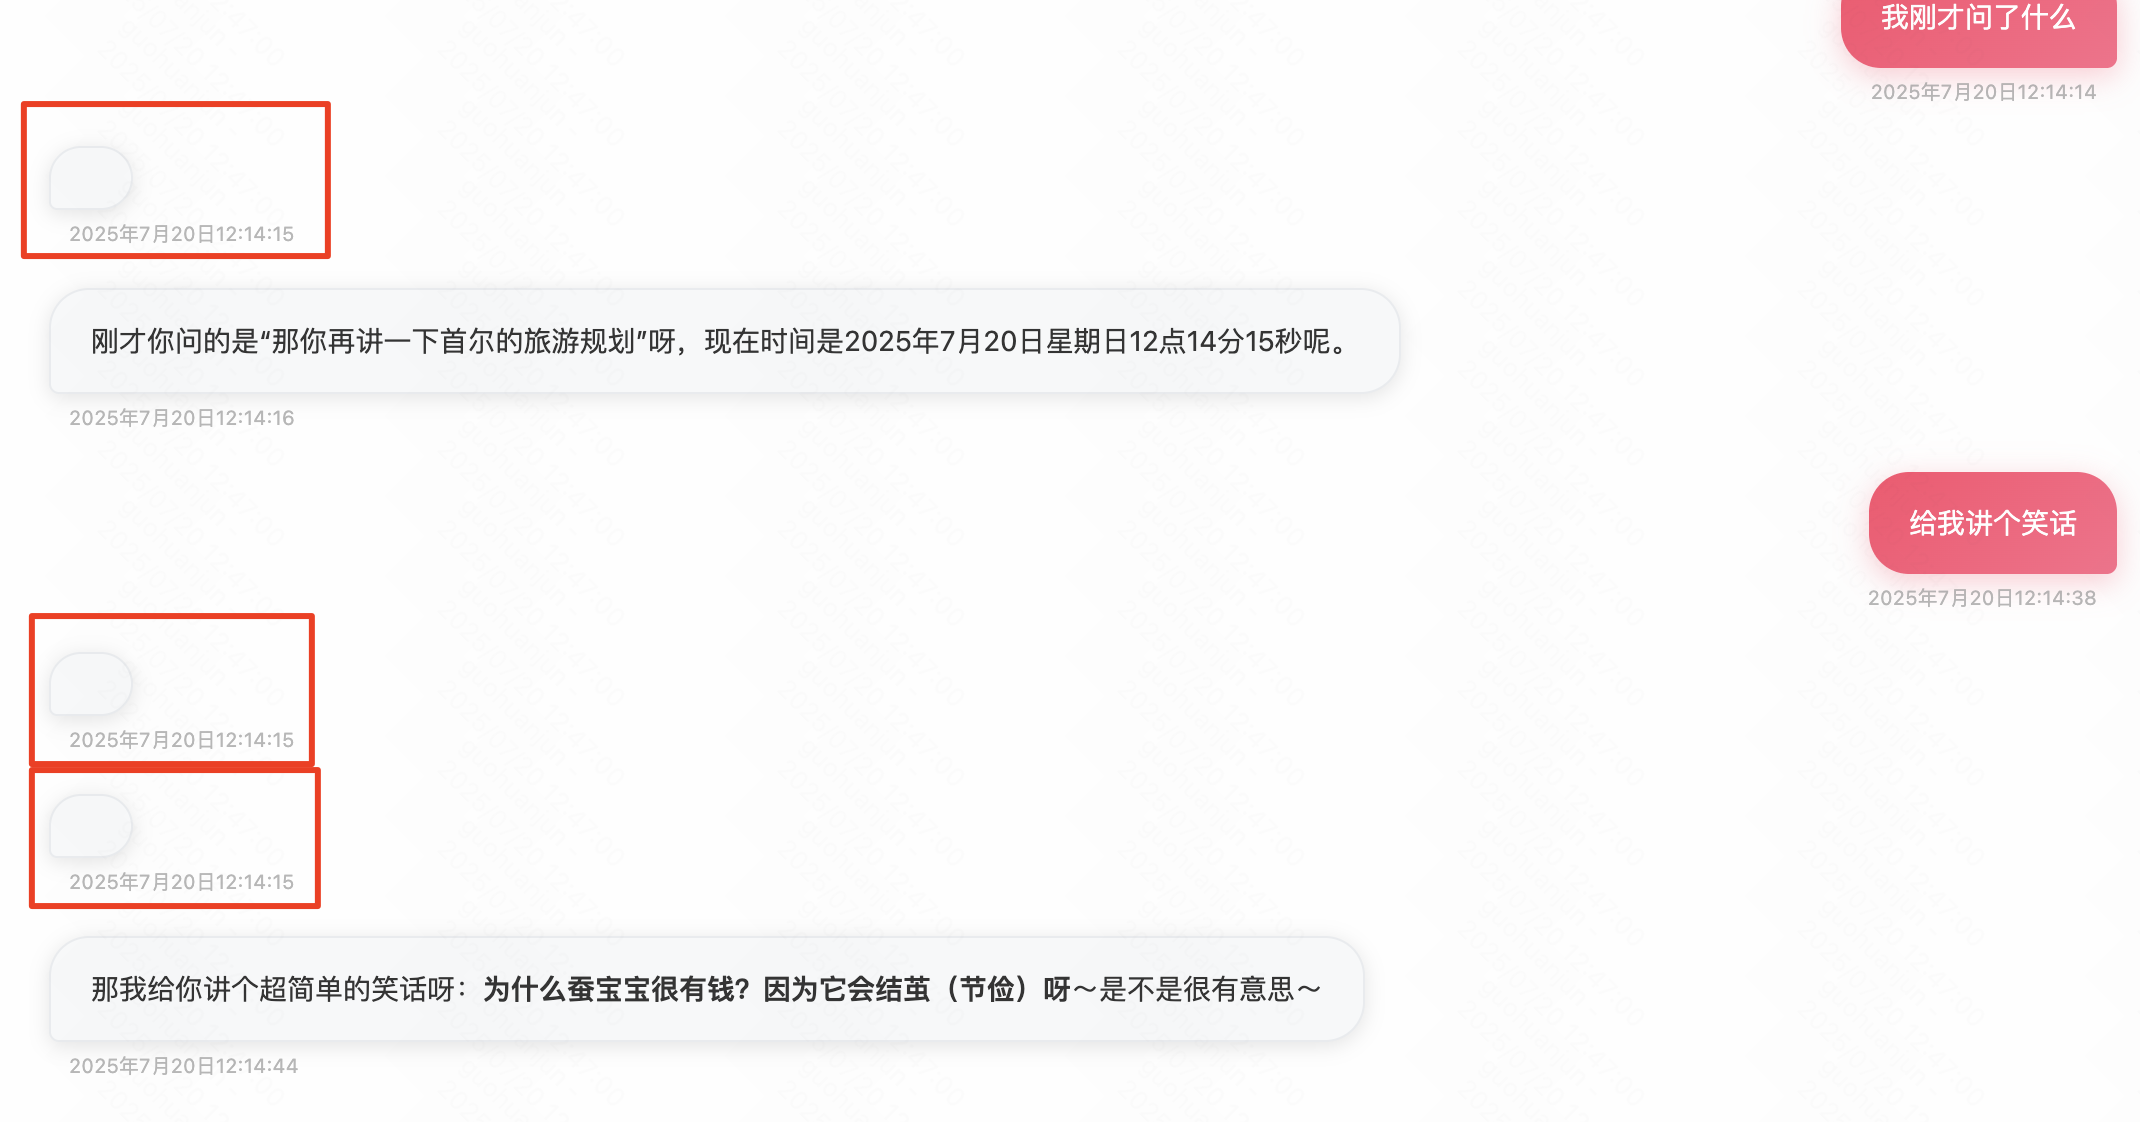 我刚才问了什么
2025年7月20日12:14:14
2025年7月20日12:14:15
刚才你问的是“那你再讲一下首尔的旅游规划”呀，现在时间是2025年7月20日星期日12点14分15秒呢。
2025年7月20日12:14:16
给我讲个笑话
2025年7月20日12:14:38
2025年7月20日12:14:15
2025年7月20日12:14:15
那我给你讲个超简单的笑话呀：为什么蚕宝宝很有钱？因为它会结茧（节俭）呀～是不是很有意思～
2025年7月20日12:14:44